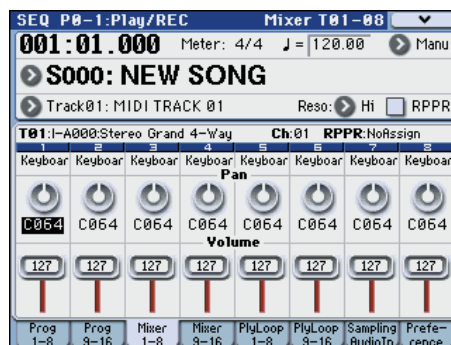 SEQ P0-1:Play/REC Mixer T01-08
001:01.000 Meter: 4/4 ♩=120.00 Manu
S000: NEW SONG
Track01: MIDI TRACK 01 Reso: Hi RPPR
T01:I-A000:Stereo Grand 4-Way Ch:01 RPPR:NoAssign
1 2 3 4 5 6 7 8
Keyboar Keyboar Keyboar Keyboar Keyboar Keyboar Keyboar Keyboar
Pan
C064 C064 C064 C064 C064 C064 C064 C064
Volume
127 127 127 127 127 127 127 127
Prog Prog Mixer Mixer PlyLoop PlyLoop Sampling Prefe-
1-8 9-16 1-8 9-16 1-8 9-16 AudioIn rence